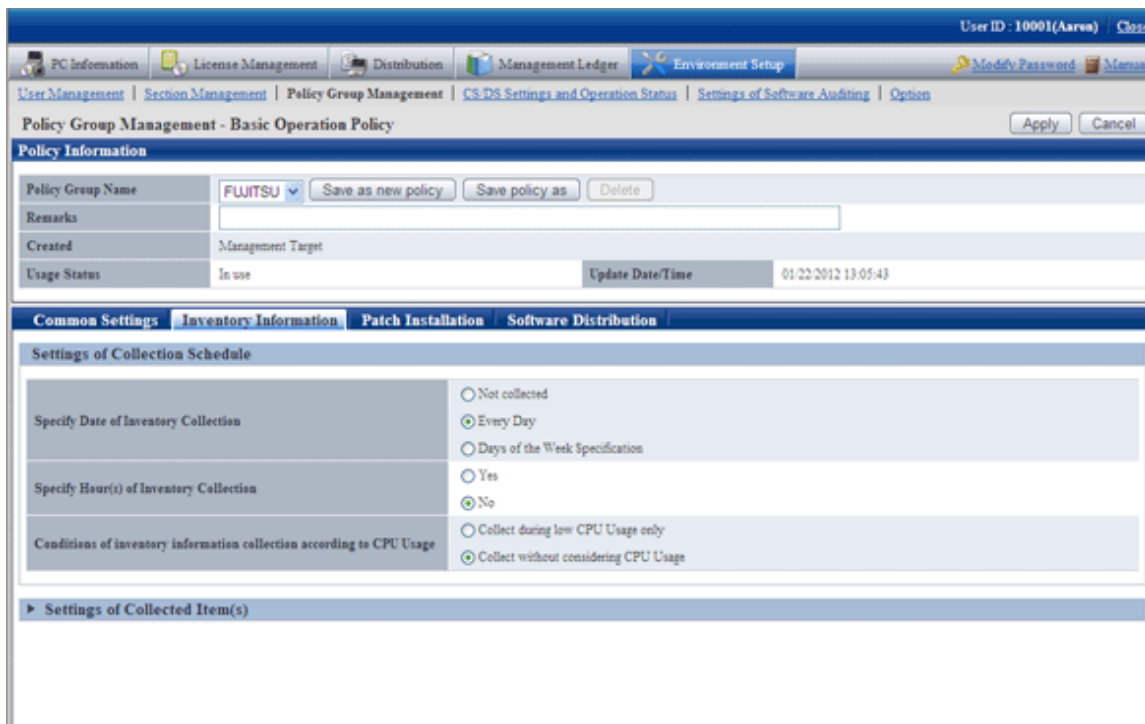 User ID : 10001(Aaron) Close
PC Information License Management Distribution Management Ledger Environment Setup Modify Password Manua
User Management | Section Management | Policy Group Management | CS/DS Settings and Operation Status | Settings of Software Auditing | Option
Policy Group Management - Basic Operation Policy Apply Cancel
Policy Information
Policy Group Name FUJITSU Save as new policy Save policy as Delete
Remarks
Created Management Target
Usage Status In use Update Date/Time 01/22/2012 13:05:43
Common Settings Inventory Information Patch Installation Software Distribution
Settings of Collection Schedule
Specify Date of Inventory Collection
Not collected
Every Day
Days of the Week Specification
Specify Hour(s) of Inventory Collection
Yes
No
Conditions of inventory information collection according to CPU Usage
Collect during low CPU Usage only
Collect without considering CPU Usage
Settings of Collected Item(s)